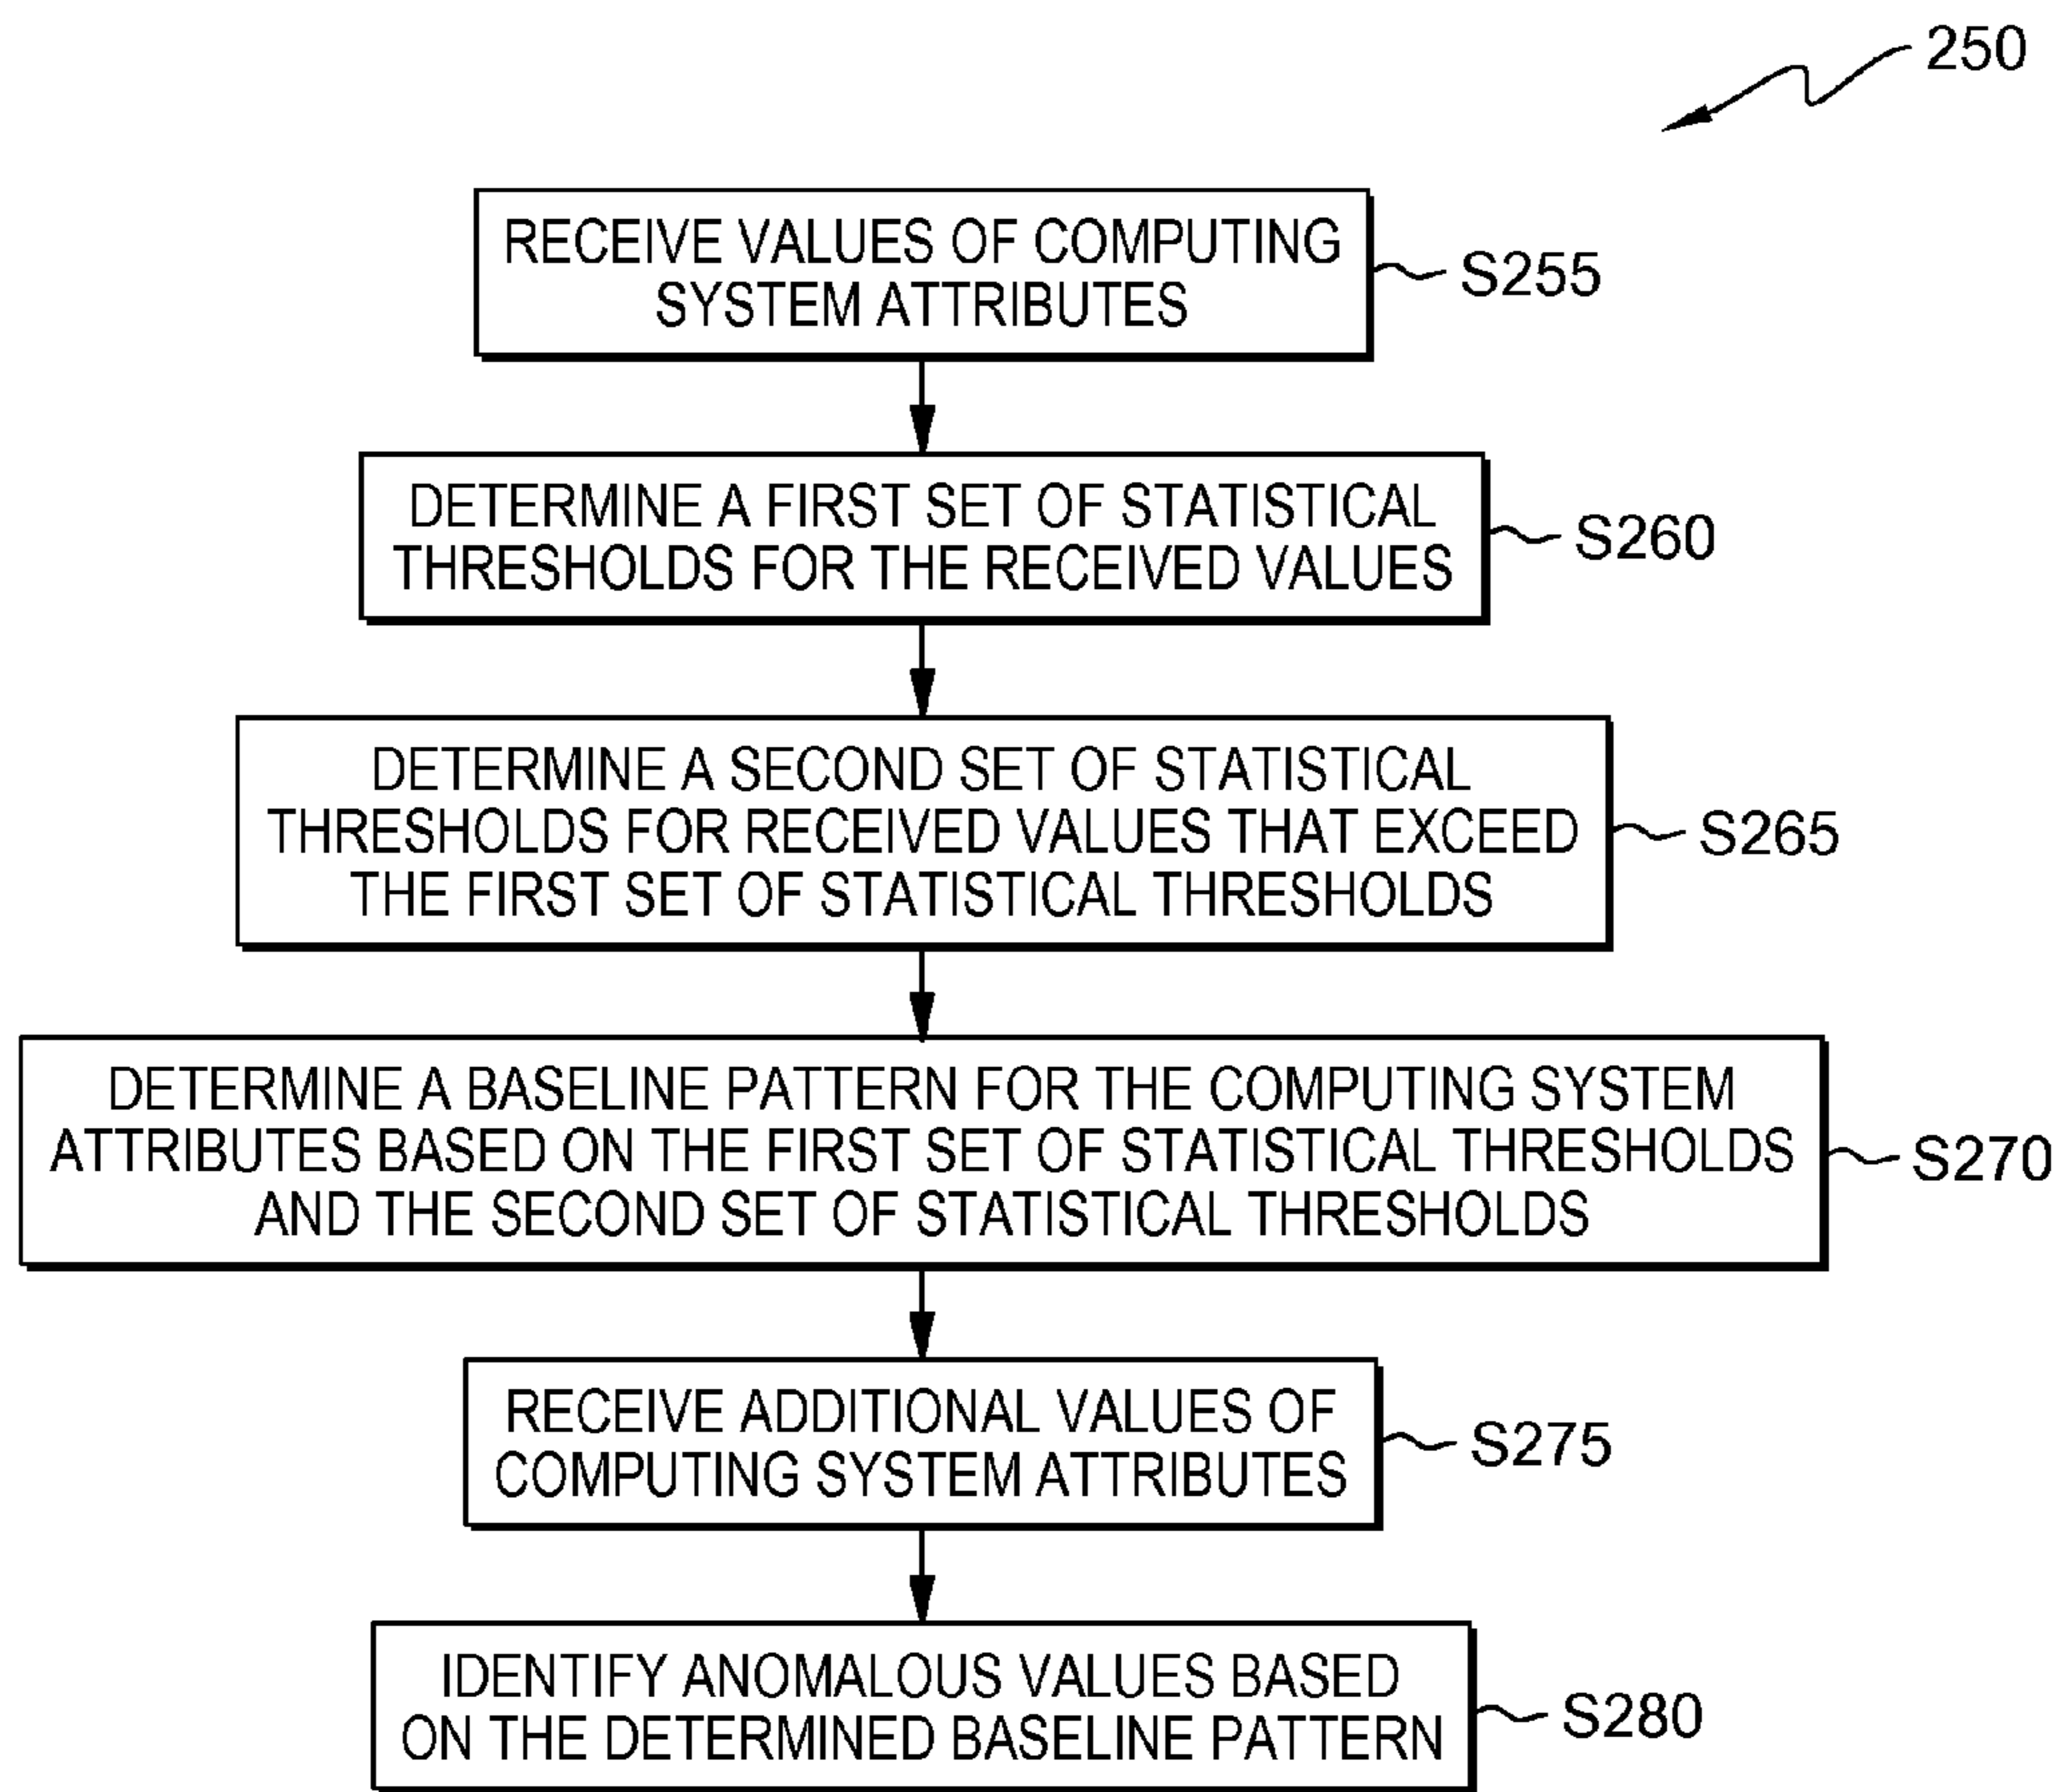 250
RECEIVE VALUES OF COMPUTING
SYSTEM ATTRIBUTES
S255
DETERMINE A FIRST SET OF STATISTICAL
THRESHOLDS FOR THE RECEIVED VALUES
S260
DETERMINE A SECOND SET OF STATISTICAL
THRESHOLDS FOR RECEIVED VALUES THAT EXCEED
THE FIRST SET OF STATISTICAL THRESHOLDS
S265
DETERMINE A BASELINE PATTERN FOR THE COMPUTING SYSTEM
ATTRIBUTES BASED ON THE FIRST SET OF STATISTICAL THRESHOLDS
AND THE SECOND SET OF STATISTICAL THRESHOLDS
S270
RECEIVE ADDITIONAL VALUES OF
COMPUTING SYSTEM ATTRIBUTES
S275
IDENTIFY ANOMALOUS VALUES BASED
ON THE DETERMINED BASELINE PATTERN
S280